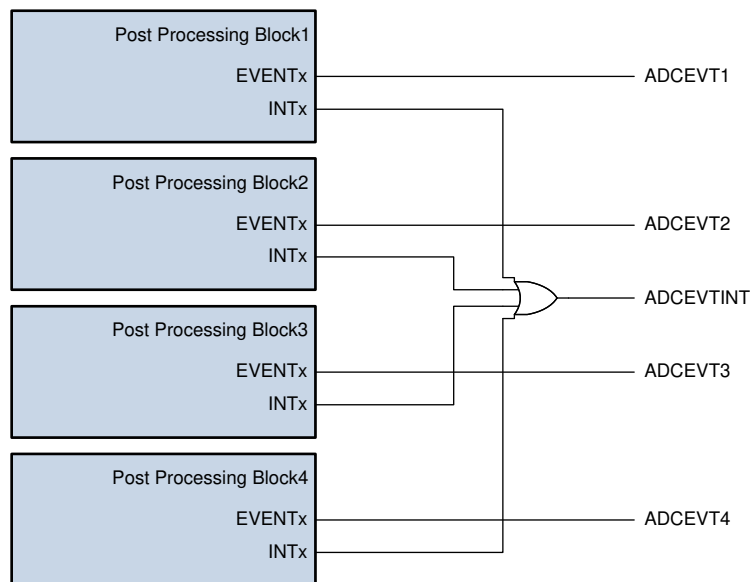 Post Processing Block1
EVENTx
ADCEVT1
INTx
Post Processing Block2
EVENTx
ADCEVT2
INTx
ADCEVTINT
Post Processing Block3
EVENTx
ADCEVT3
INTx
Post Processing Block4
EVENTx
ADCEVT4
INTx